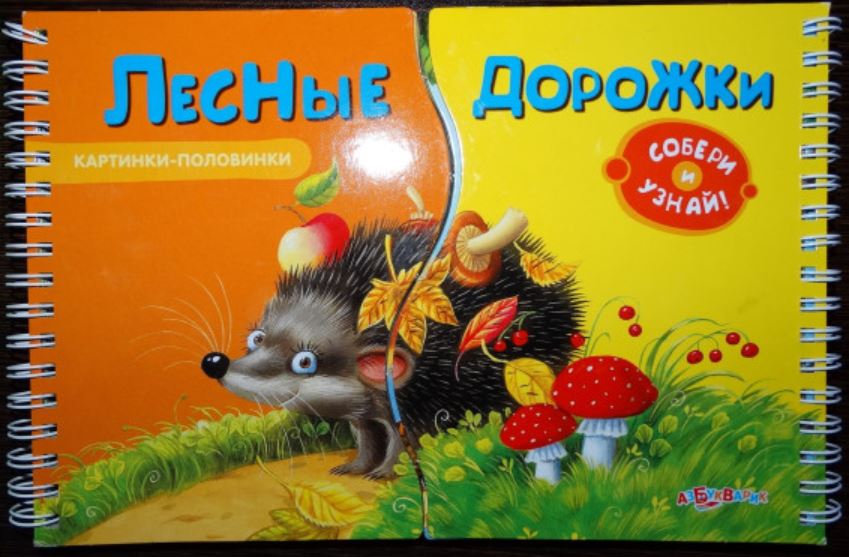 Лесные дорожки
КАРТИНКИ-ПОЛОВИНКИ
СОБЕРИ
и
УЗНАЙ!
АЗБУКВАРИК